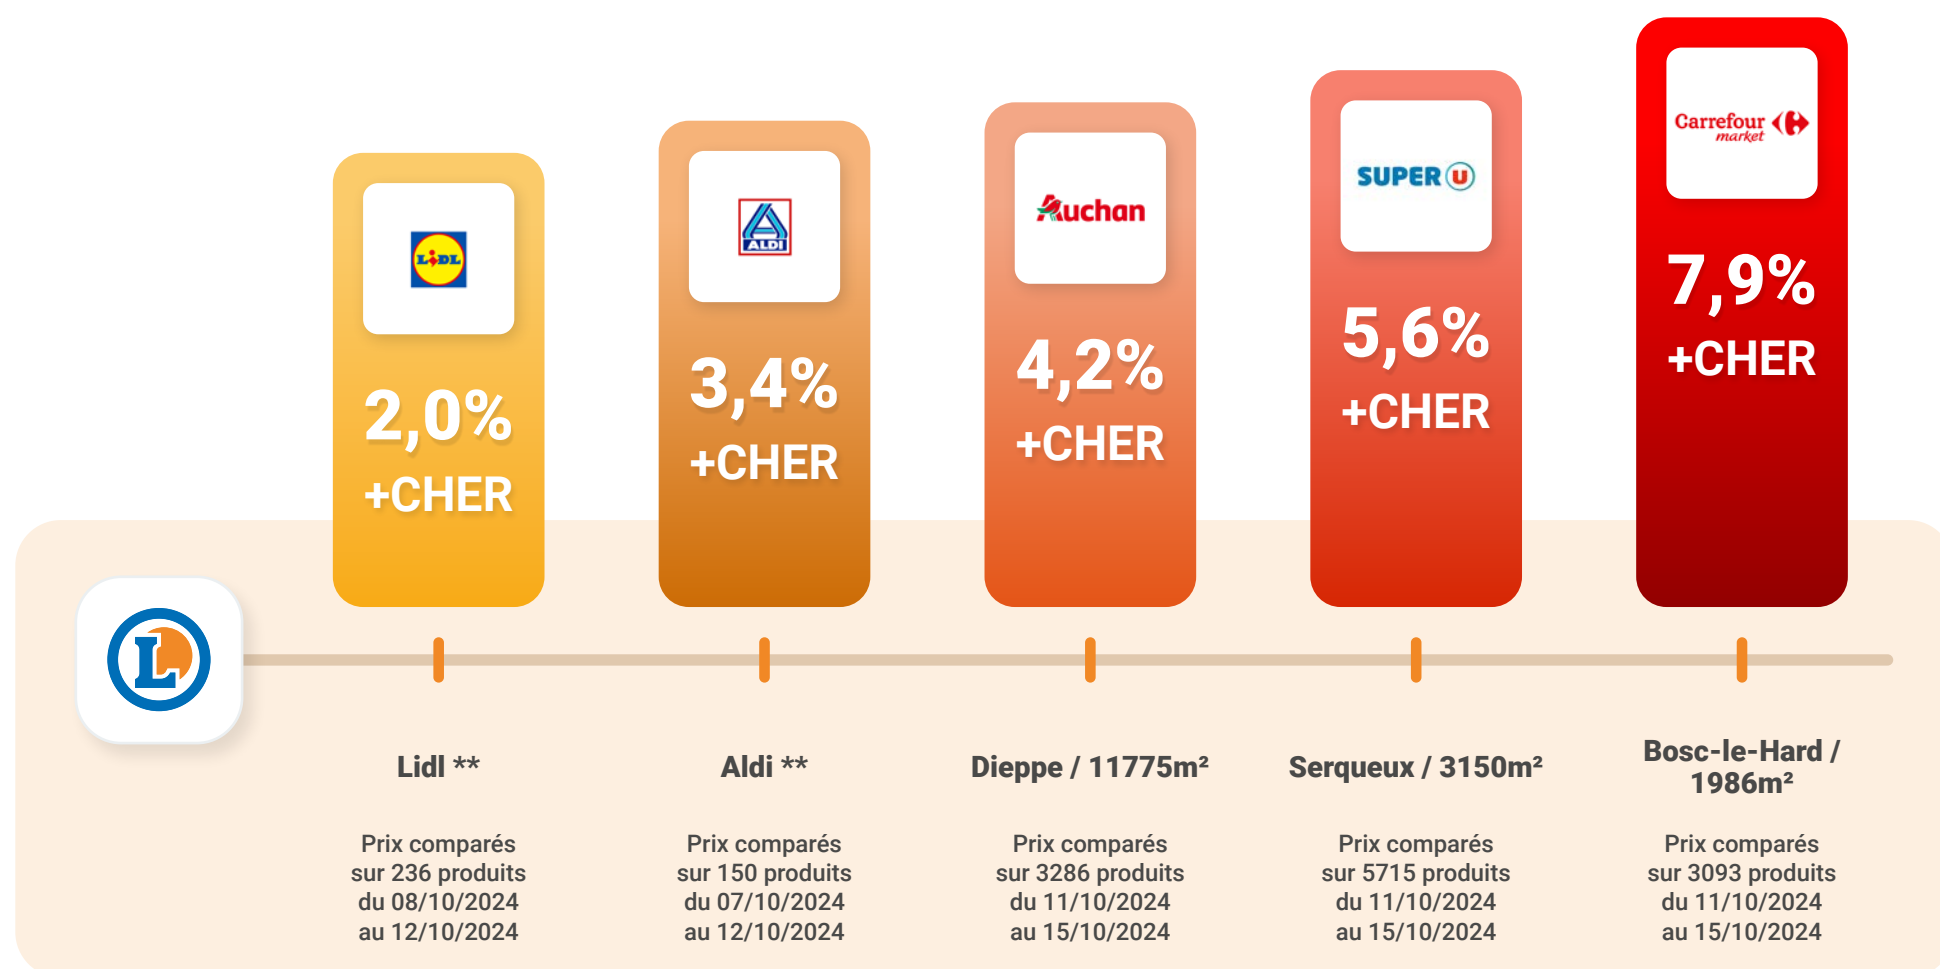 LIDL
2,0%
+CHER
ALDI
3,4%
+CHER
Auchan
4,2%
+CHER
SUPER U
5,6%
+CHER
Carrefour
market
7,9%
+CHER
L
Lidl **
Prix comparés
sur 236 produits
du 08/10/2024
au 12/10/2024
Aldi **
Prix comparés
sur 150 produits
du 07/10/2024
au 12/10/2024
Dieppe / 11775m²
Prix comparés
sur 3286 produits
du 11/10/2024
au 15/10/2024
Serqueux / 3150m²
Prix comparés
sur 5715 produits
du 11/10/2024
au 15/10/2024
Bosc-le-Hard /
1986m²
Prix comparés
sur 3093 produits
du 11/10/2024
au 15/10/2024